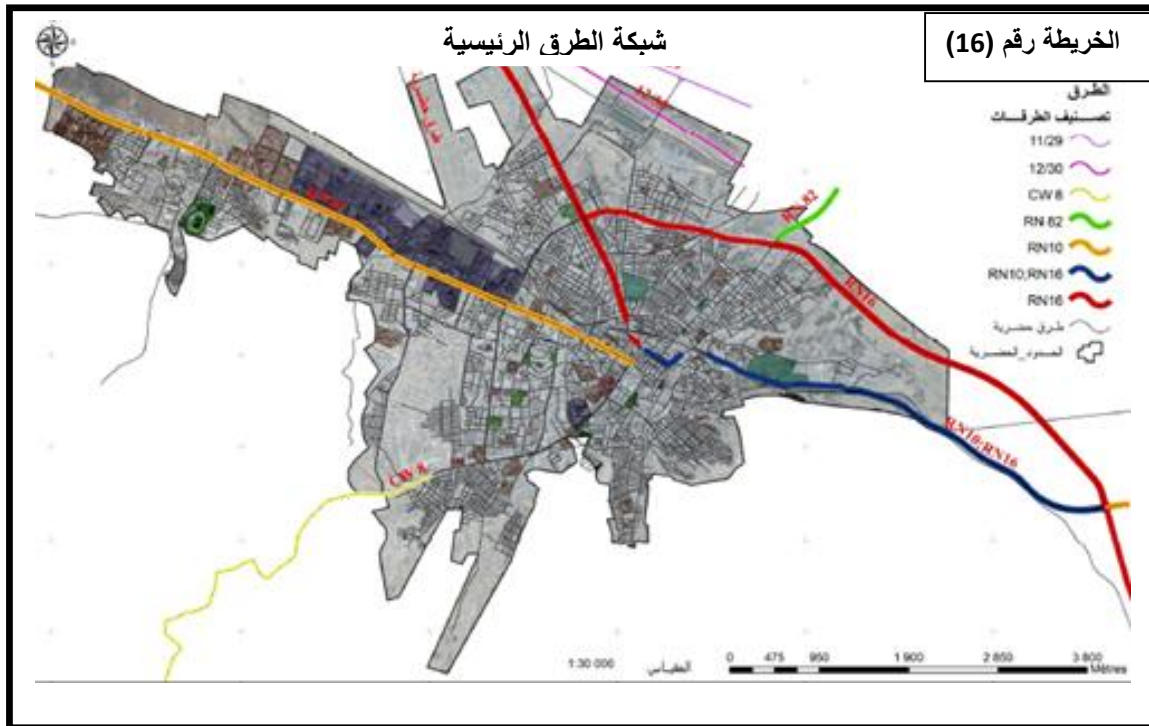 الخريطة رقم (16)
شبكة الطرق الرئيسية
الطرق
تصنيف الطرقات
11/29
12/30
CW 8
RN 82
RN10
RN10;RN16
RN16
طرق حضرية
الحدود_الحضرية
RN 82
RN16
RN10;RN16
CW 8
1:30 000
المقياس
0 475 950 1 900 2 850 3 800
Mètres